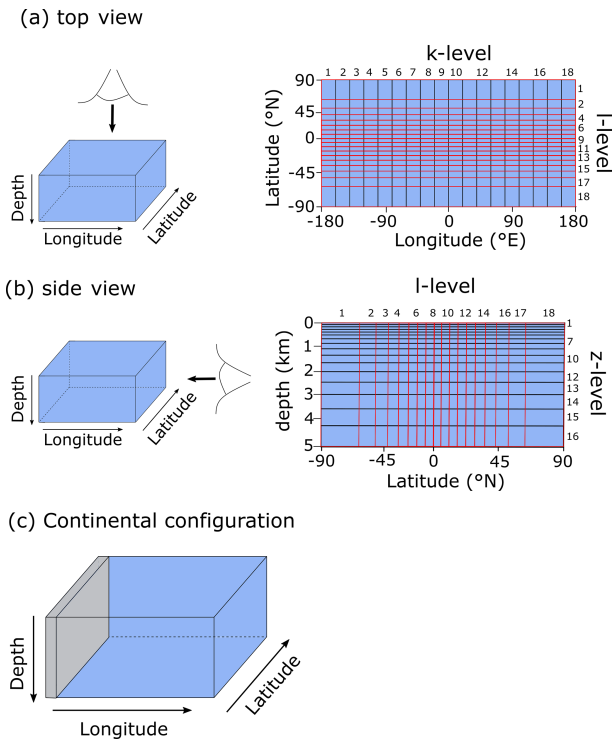 (a) top view
k-level
1 2 3 4 5 6 7 8 9 10 12 14 16 18
Latitude (°N)
90
45
0
-45
-90
1
2
4
6
9
11
13
15
17
18
l-level
-180 -90 0 90 180
Longitude (°E)
Depth
Longitude
Latitude
(b) side view
l-level
1 2 3 4 6 8 10 12 14 16 17 18
depth (km)
0
1
2
3
4
5
1
7
10
12
13
14
15
16
z-level
-90 -45 0 45 90
Latitude (°N)
Depth
Longitude
Latitude
(c) Continental configuration
Depth
Longitude
Latitude